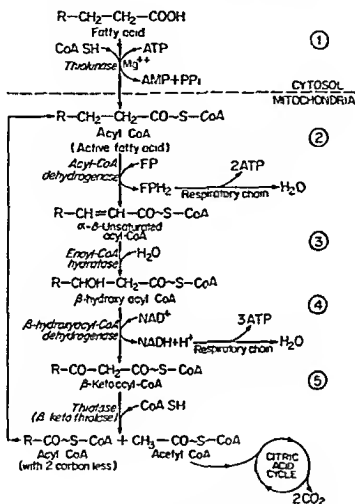 R—CH₂—CH₂—COOH
Fatty acid
①
CoA SH ATP
Thiokinase Mg⁺⁺
AMP+PPi
CYTOSOL
MITOCHONDRIA
R—CH₂—CH₂—CO~S—CoA
Acyl CoA
(Active fatty acid)
②
Acyl-CoA
dehydrogenase
FP
FPH₂
2ATP
Respiratory chain
H₂O
R—CH=CH—CO~S—CoA
α-β-Unsaturated
acyl-CoA
③
Enoyl-CoA
hydratase
H₂O
R—CHOH—CH₂—CO~S—CoA
β-hydroxy acyl CoA
④
β-hydroxyacyl-CoA
dehydrogenase
NAD⁺
NADH+H⁺
3ATP
Respiratory chain
H₂O
R—CO—CH₂—CO~S—CoA
β-Ketoacyl-CoA
⑤
Thiolase
(β keto thiolase)
CoA SH
R—CO~S—CoA + CH₃—CO~S—CoA
Acyl CoA
(with 2 carbon less)
Acetyl CoA
CITRIC
ACID
CYCLE
2CO₂